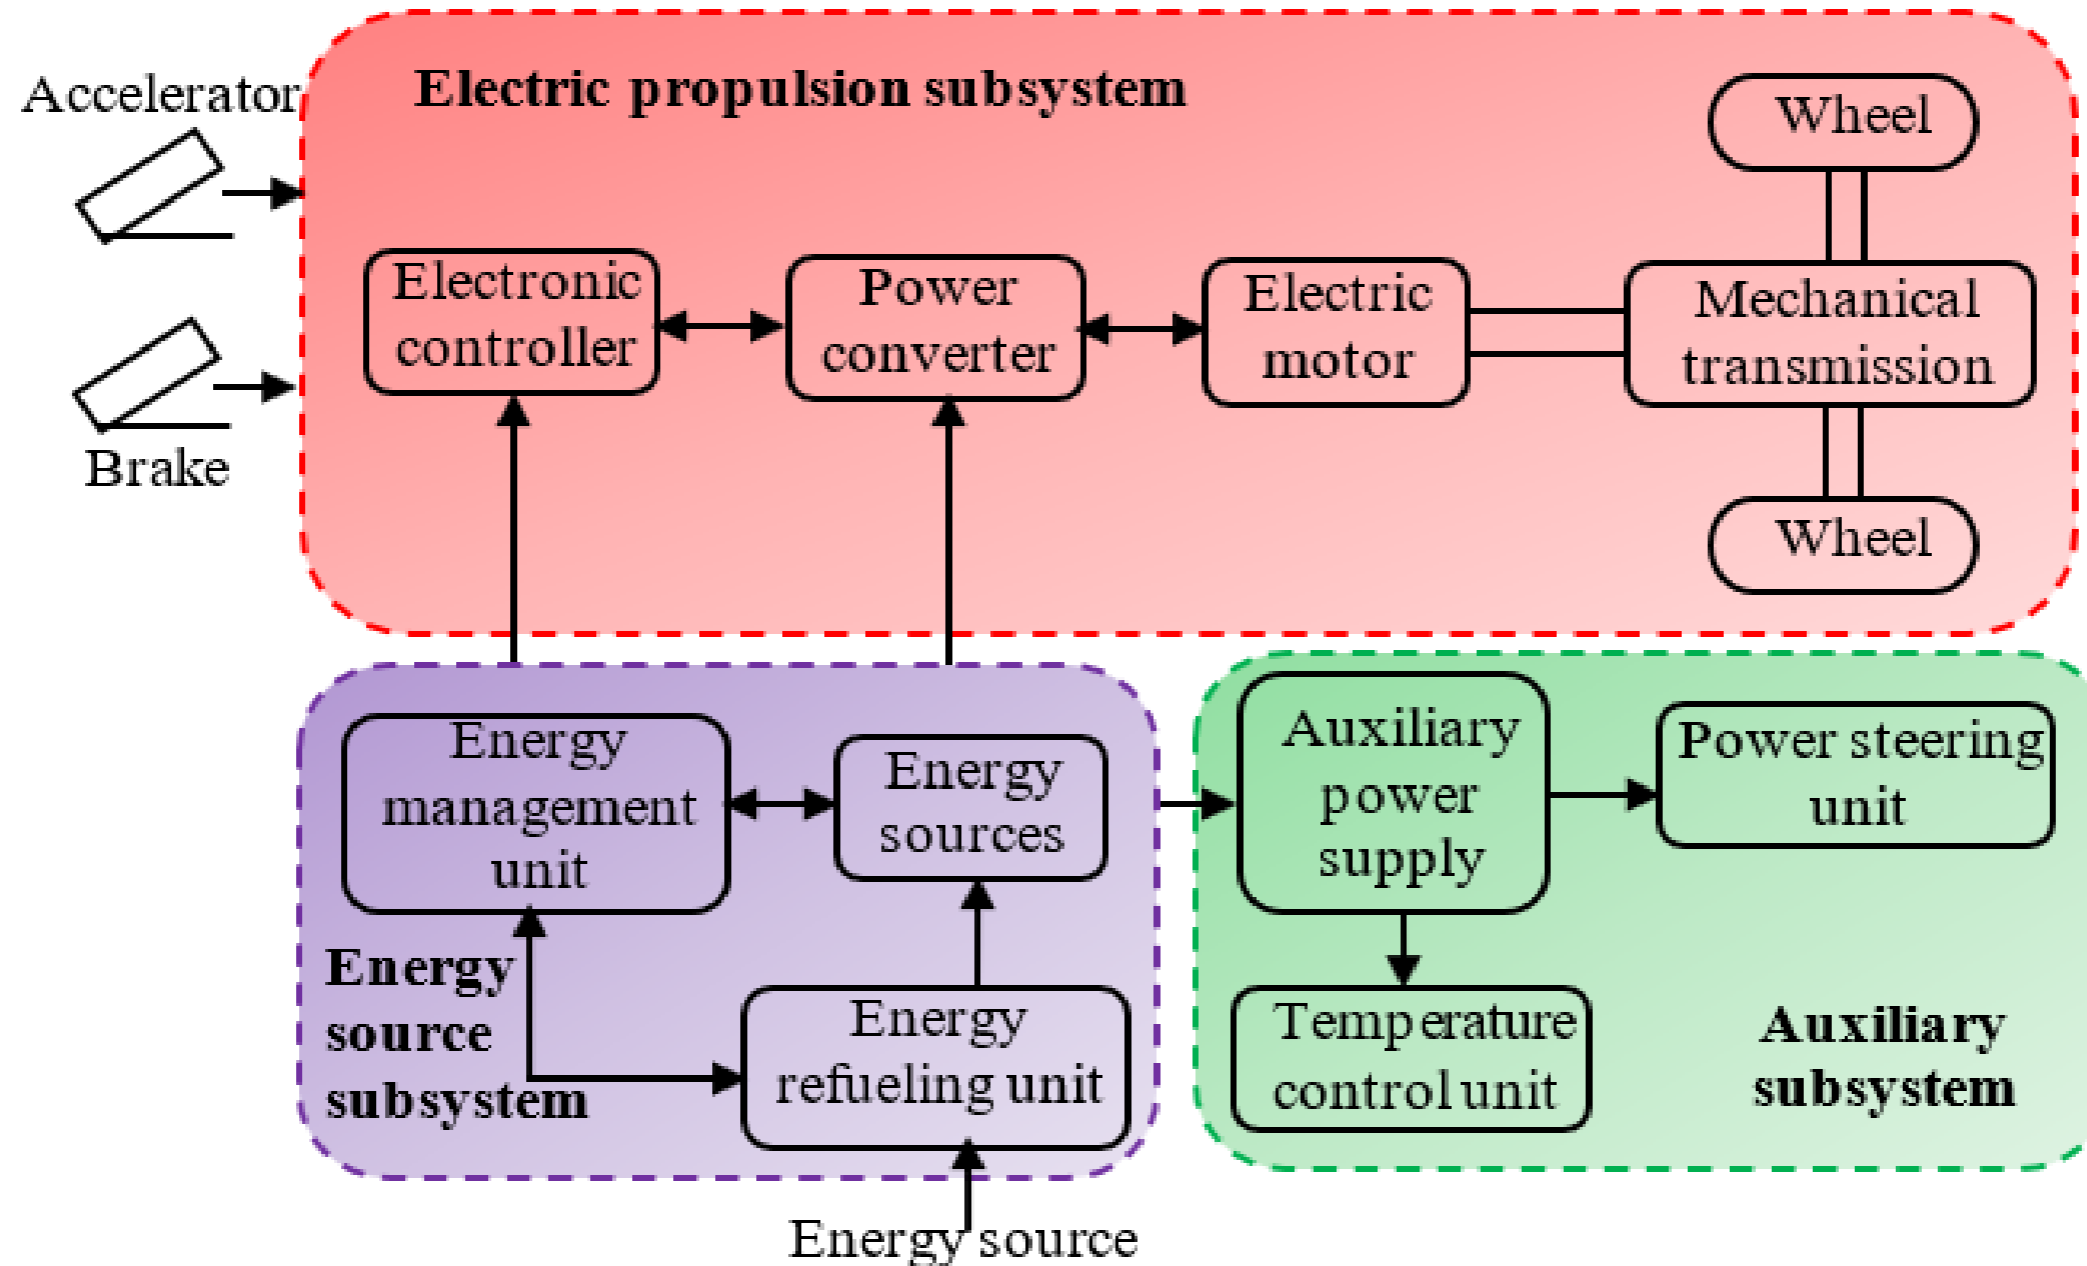 Accelerator
Electric propulsion subsystem
Wheel
Electronic
controller
Power
converter
Electric
motor
Mechanical
transmission
Brake
Wheel
Energy
management
unit
Energy
sources
Energy
source
subsystem
Energy
refueling unit
Energy source
Auxiliary
power
supply
Power steering
unit
Temperature
control unit
Auxiliary
subsystem